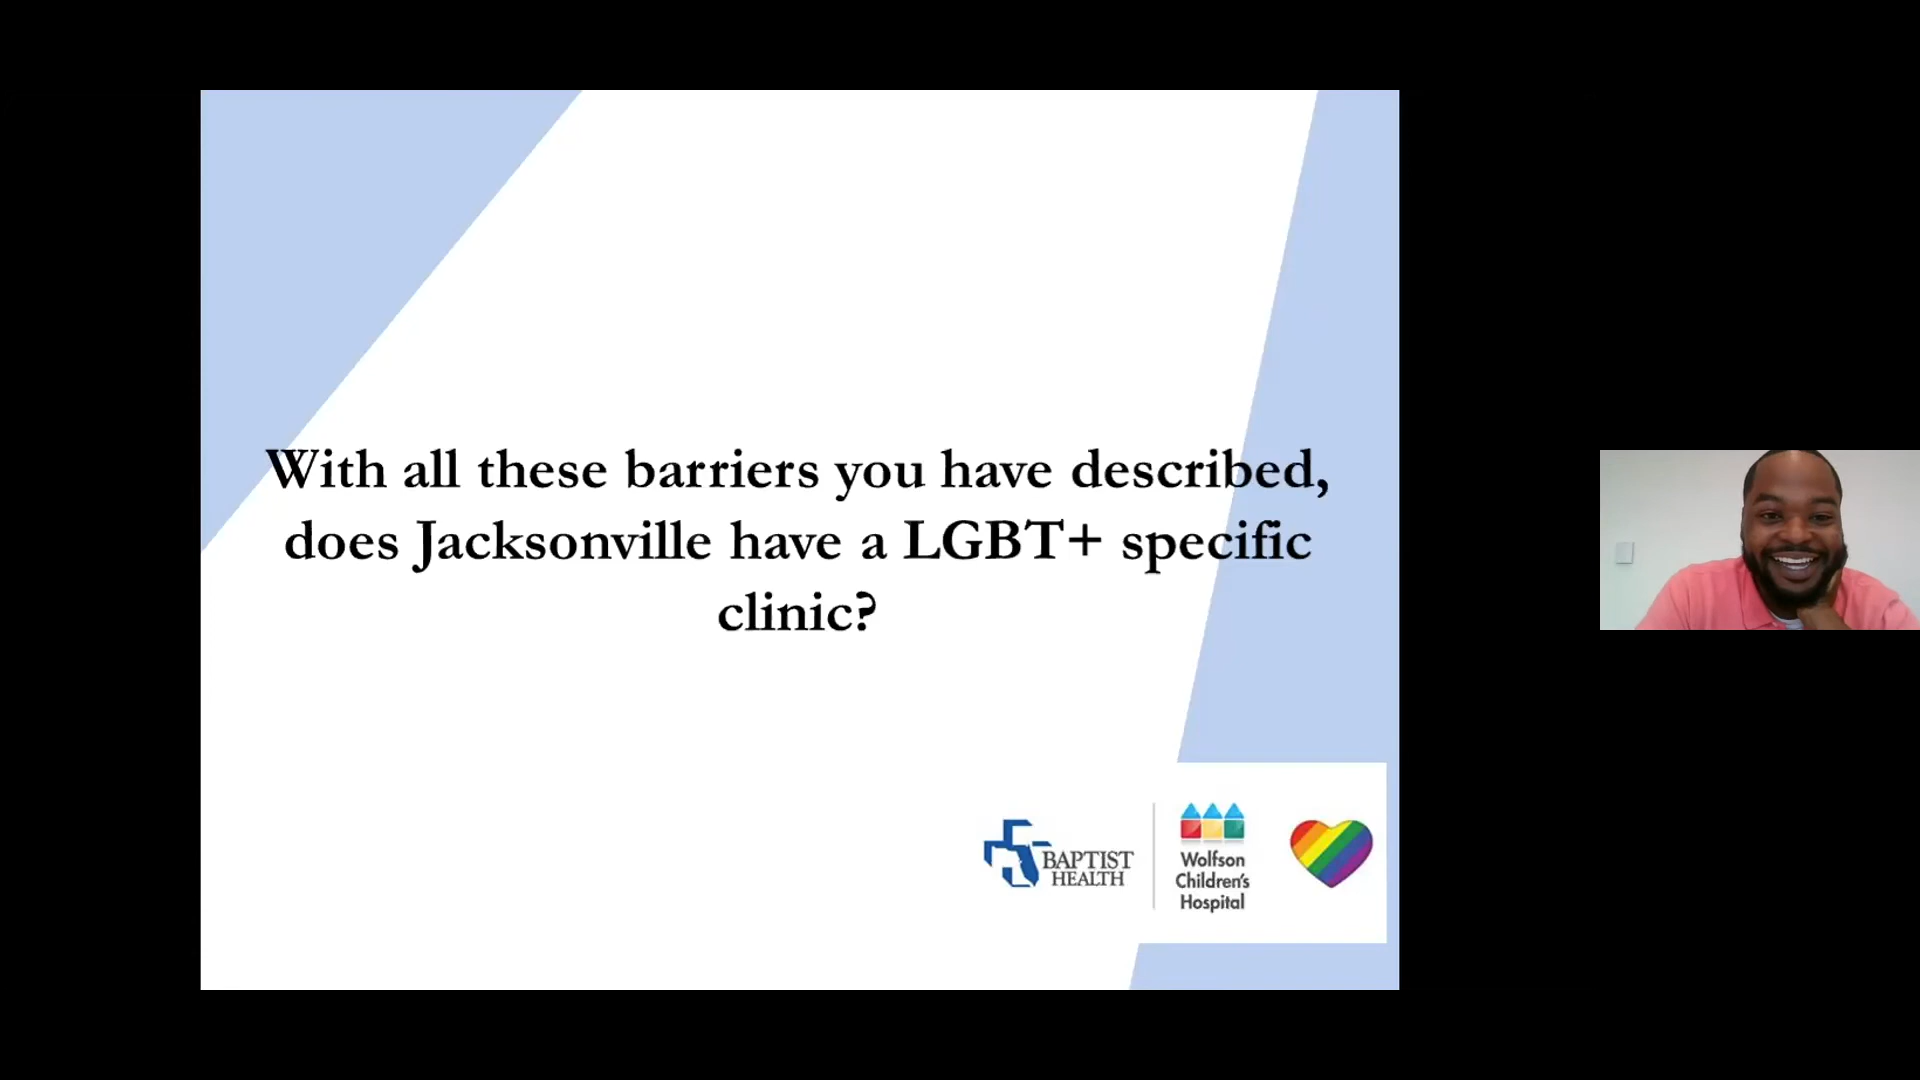 With all these barriers you have described,
does Jacksonville have a LGBT+ specific
clinic?
BAPTIST
HEALTH
Wolfson
Children's
Hospital